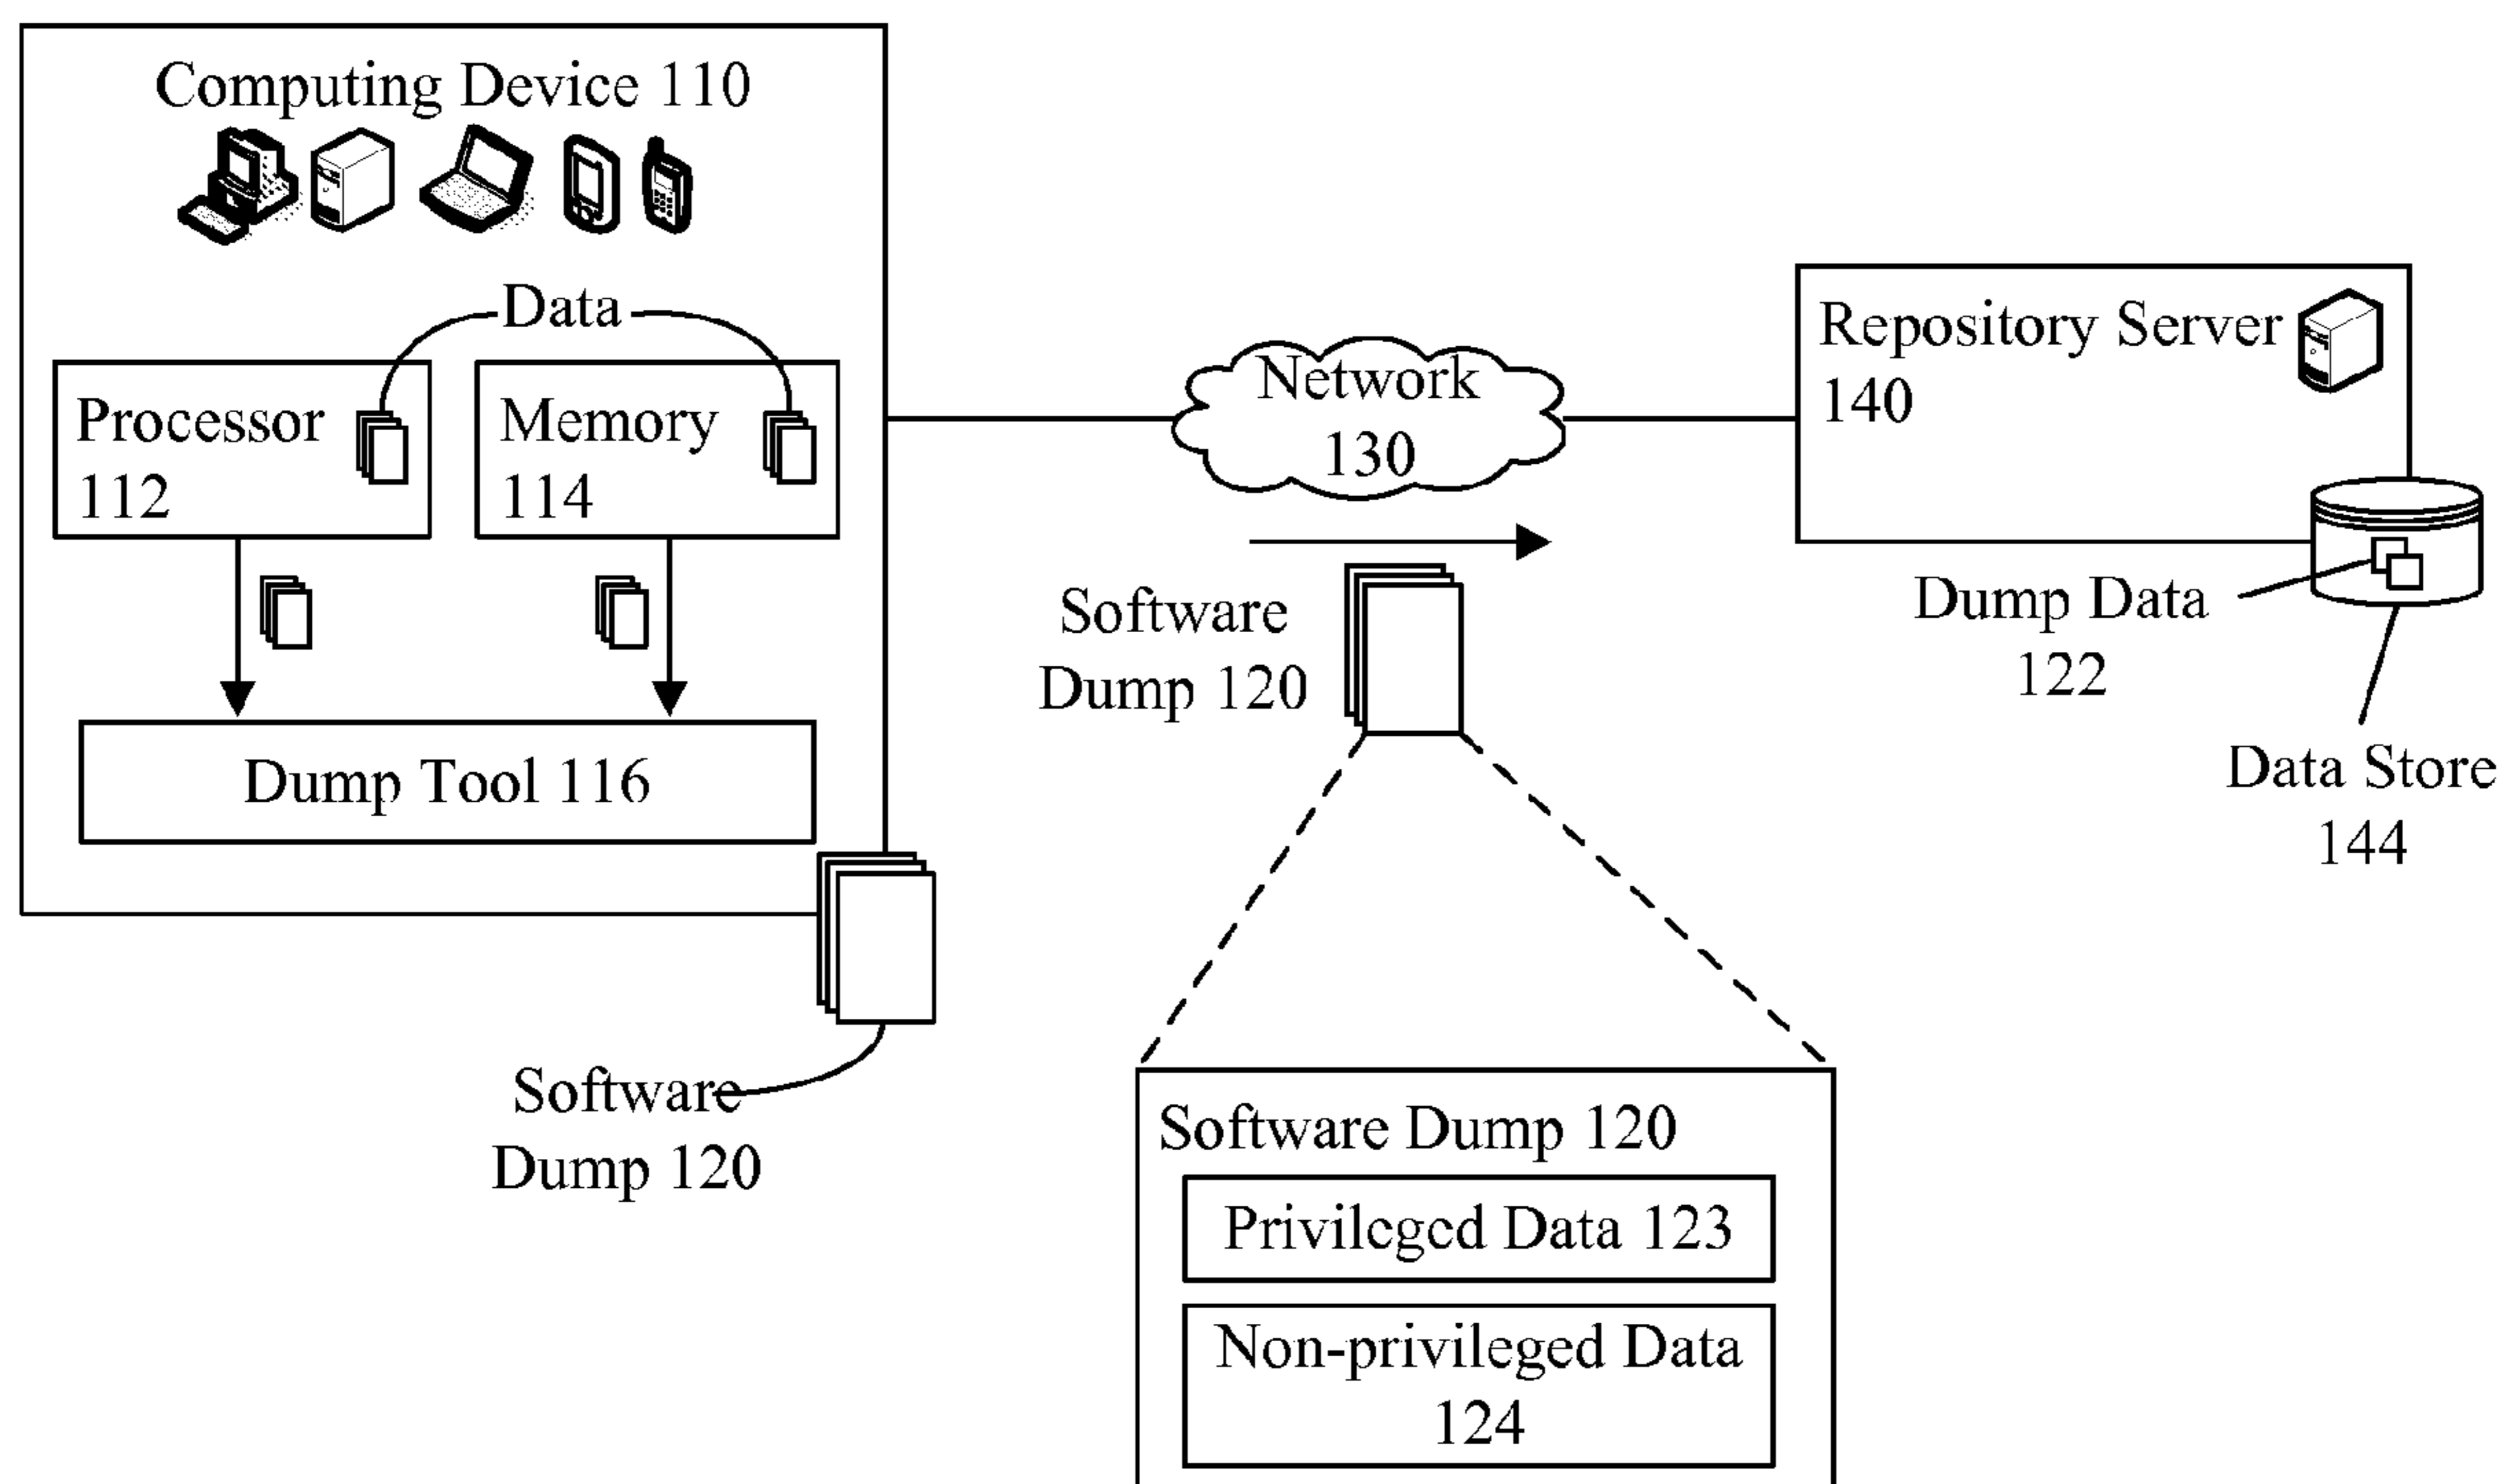 Computing Device 110
Data
Processor
112
Memory
114
Dump Tool 116
Software
Dump 120
Network
130
Software
Dump 120
Repository Server
140
Dump Data
122
Data Store
144
Software Dump 120
Privileged Data 123
Non-privileged Data
124